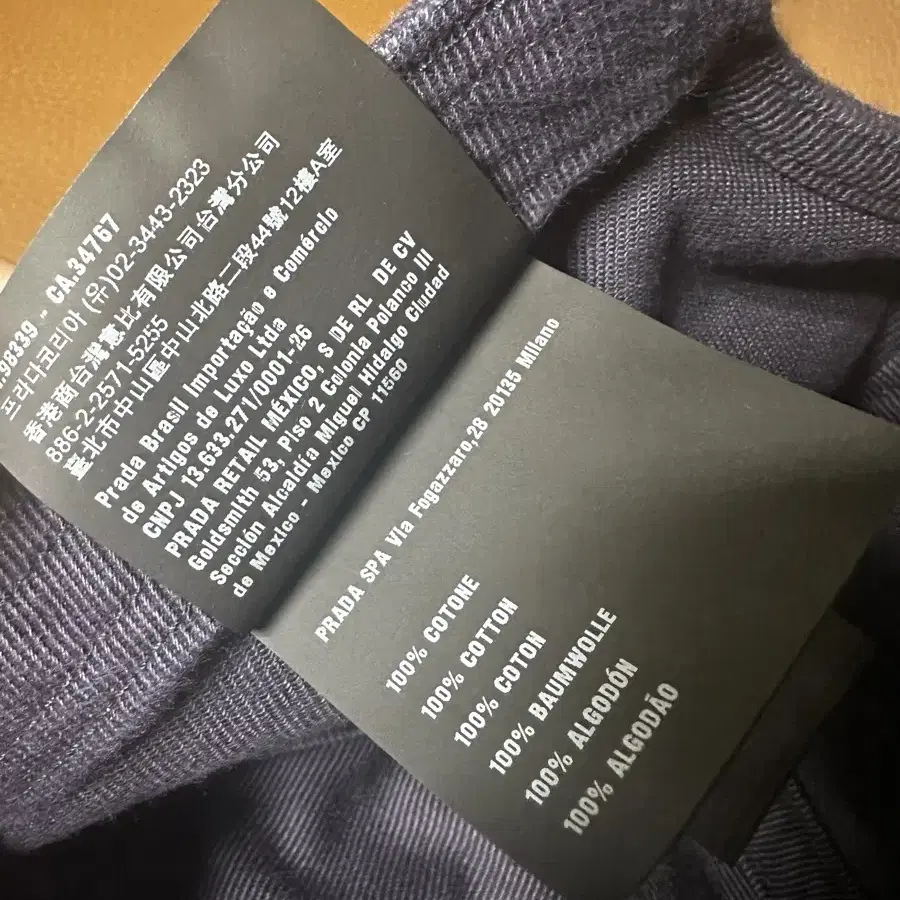 98339 - CA.34767
프라다코리아 (유)02-3443-2323
香港商台灣惠比有限公司台灣分公司
886-2-2571-5255
臺北市中山區中山北路二段44號12樓A室
Prada Brasil Importação e Comércio
de Artigos de Luxo Ltda
CNPJ 13.633.271/0001-26
PRADA RETAIL MÉXICO, S DE RL DE CV
Goldsmith 53, Piso 2 Colonia Polanco III
Sección Alcaldía Miguel Hidalgo Ciudad
de Mexico - Mexico CP 11560
PRADA SPA Via Fogazzaro,28 20135 Milano
100% COTONE
100% COTTON
100% COTON
100% BAUMWOLLE
100% ALGODÓN
100% ALGODÃO